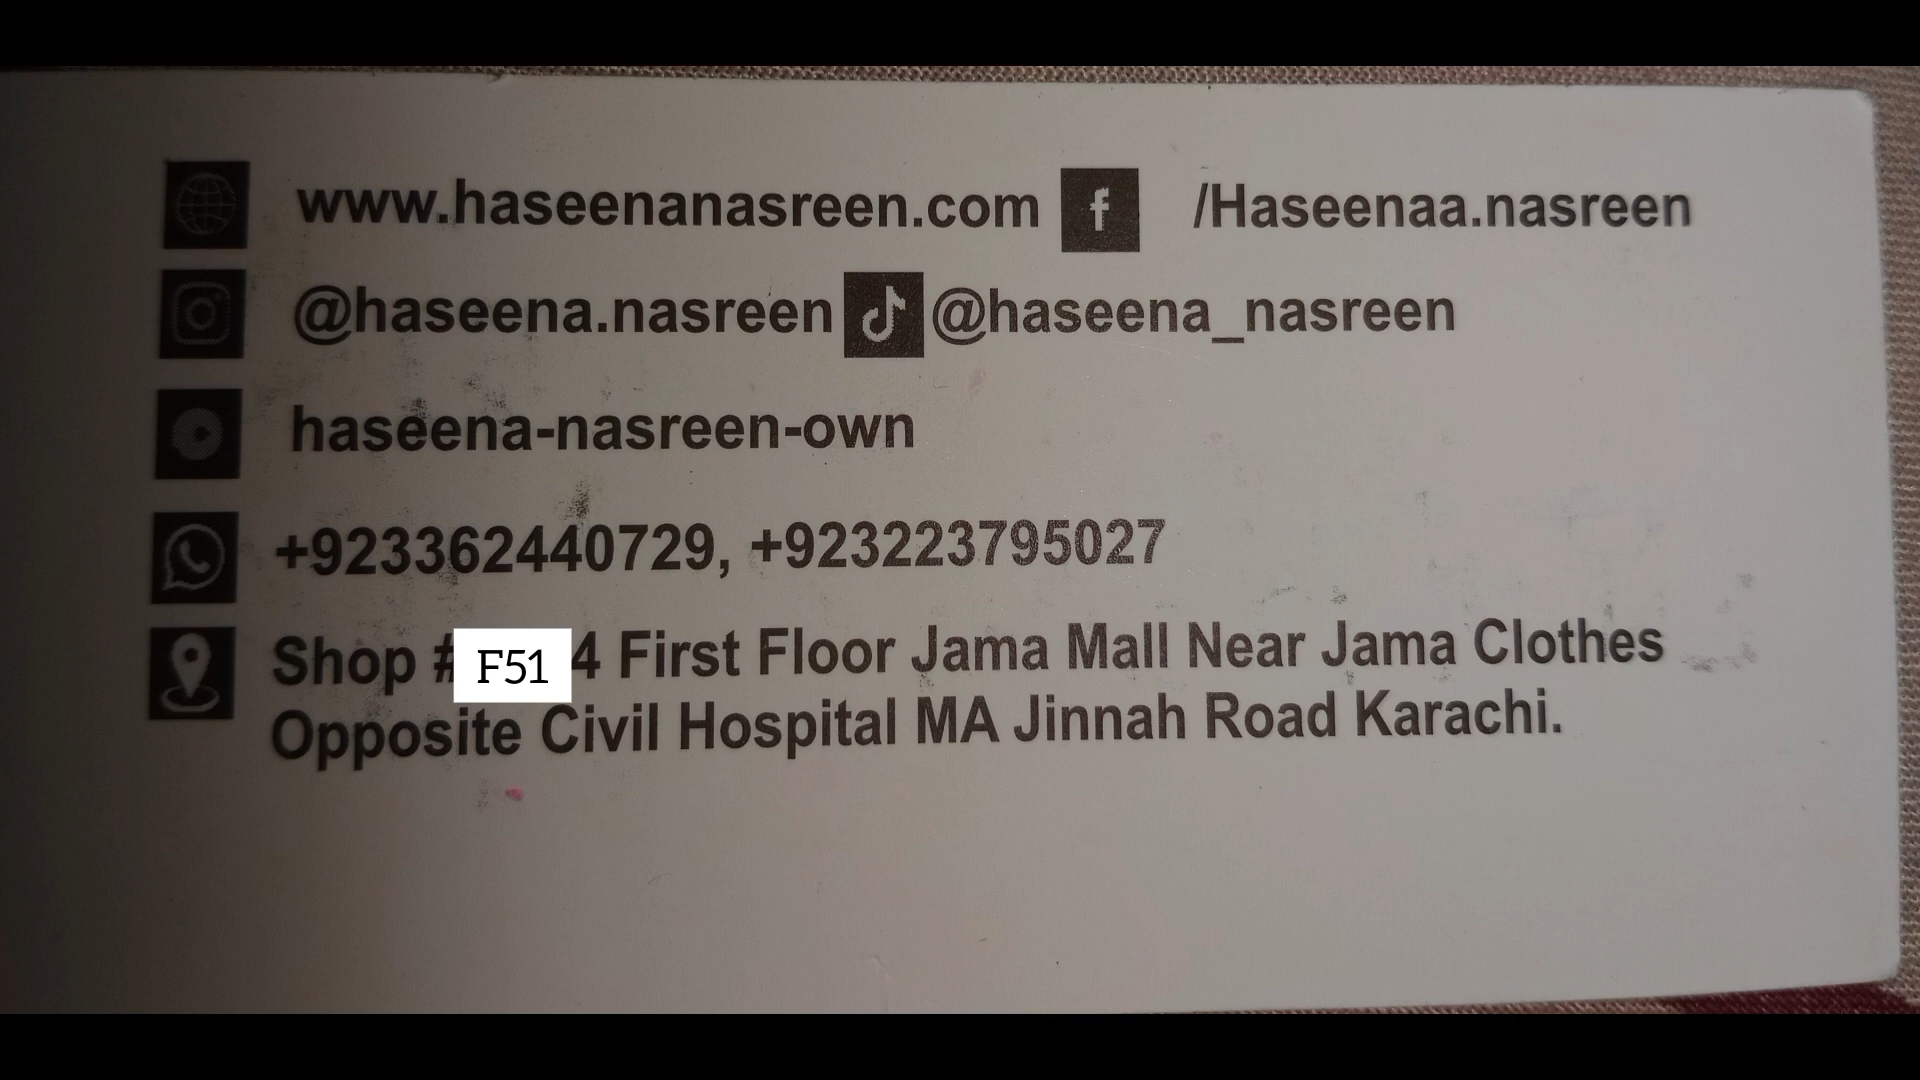 www.haseenanasreen.com /Haseenaa.nasreen
@haseena.nasreen @haseena_nasreen
haseena-nasreen-own
+923362440729, +923223795027
Shop # F51 4 First Floor Jama Mall Near Jama Clothes
Opposite Civil Hospital MA Jinnah Road Karachi.